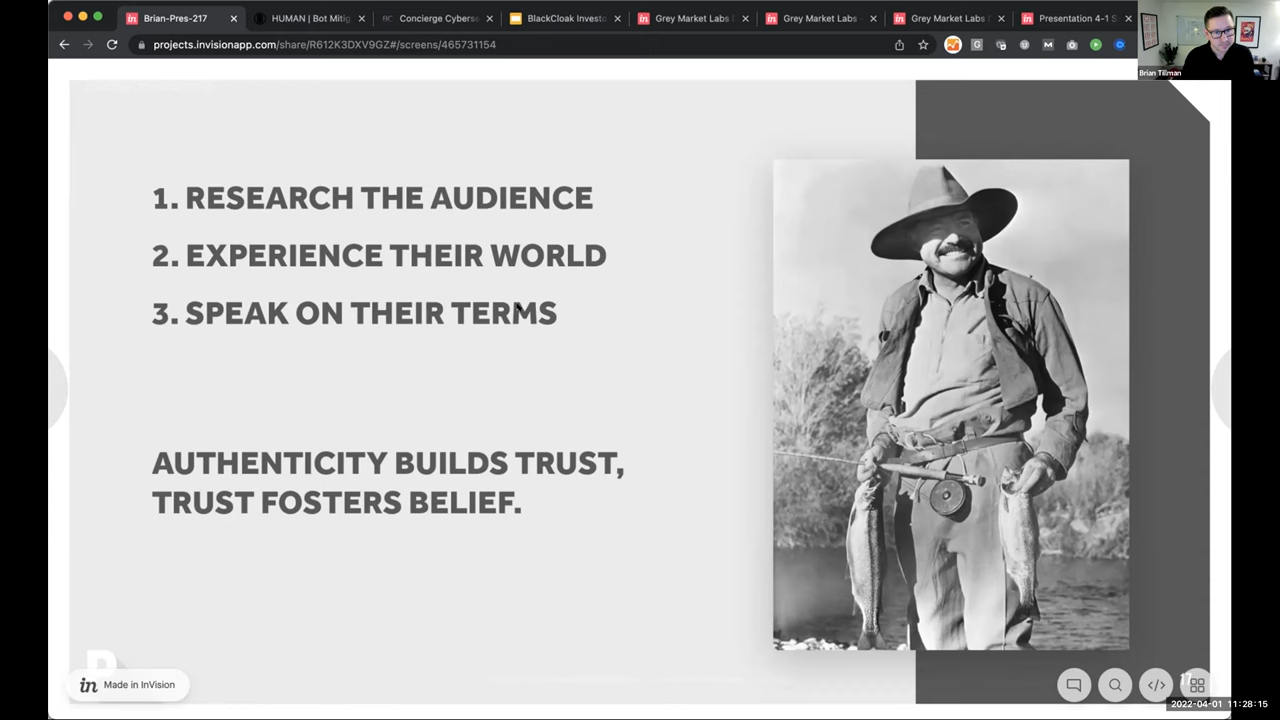 Brian-Pres-217
HUMAN | Bot Mitig
Concierge Cyberse
BlackCloak Investo
Grey Market Labs
Grey Market Labs
Grey Market Labs
Presentation 4-1 S
projects.invisionapp.com/share/R612K3DXV9GZ#/screens/465731154
Brian Tillman
1. RESEARCH THE AUDIENCE
2. EXPERIENCE THEIR WORLD
3. SPEAK ON THEIR TERMS
AUTHENTICITY BUILDS TRUST,
TRUST FOSTERS BELIEF.
in Made in InVision
2022-04-01 11:28:15